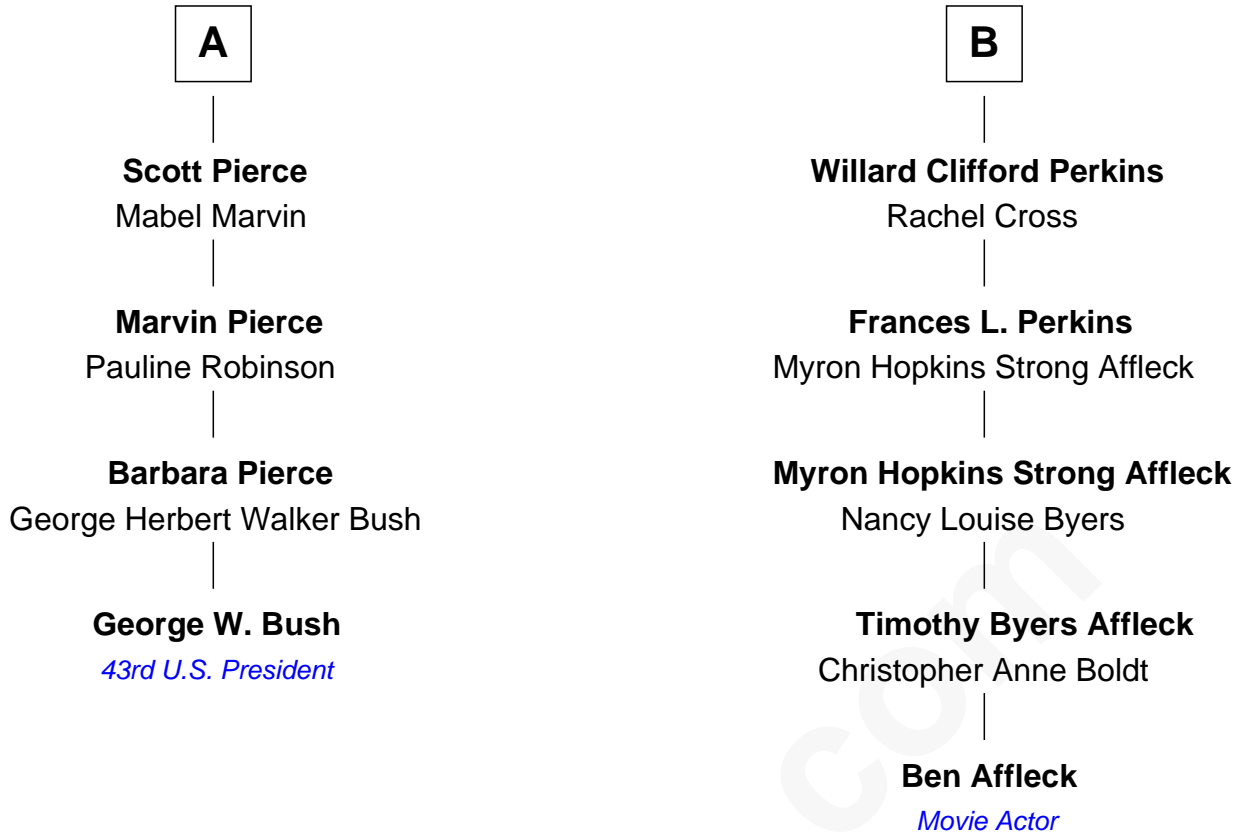 A
Scott Pierce
Mabel Marvin
Marvin Pierce
Pauline Robinson
Barbara Pierce
George Herbert Walker Bush
George W. Bush
43rd U.S. President
B
Willard Clifford Perkins
Rachel Cross
Frances L. Perkins
Myron Hopkins Strong Affleck
Myron Hopkins Strong Affleck
Nancy Louise Byers
Timothy Byers Affleck
Christopher Anne Boldt
Ben Affleck
Movie Actor
com